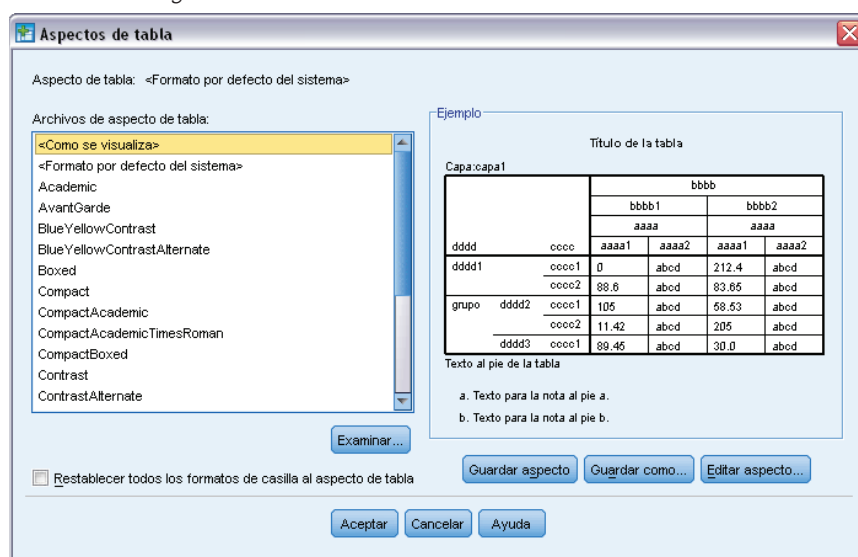 Aspectos de tabla
Aspecto de tabla: <Formato por defecto del sistema>
Archivos de aspecto de tabla:
<Como se visualiza>
<Formato por defecto del sistema>
Academic
AvantGarde
BlueYellowContrast
BlueYellowContrastAlternate
Boxed
Compact
CompactAcademic
CompactAcademicTimesRoman
CompactBoxed
Contrast
ContrastAlternate
Examinar...
Restablecer todos los formatos de casilla al aspecto de tabla
Ejemplo
Título de la tabla
Capa:capa1
bbbb
bbbb1 bbbb2
aaaa aaaa
dddd cccc aaaa1 aaaa2 aaaa1 aaaa2
dddd1 cccc1 0 abcd 212.4 abcd
cccc2 88.6 abcd 83.65 abcd
grupo dddd2 cccc1 105 abcd 58.53 abcd
cccc2 11.42 abcd 205 abcd
dddd3 cccc1 89.45 abcd 30.0 abcd
Texto al pie de la tabla
a. Texto para la nota al pie a.
b. Texto para la nota al pie b.
Guardar aspecto Guardar como... Editar aspecto...
Aceptar Cancelar Ayuda